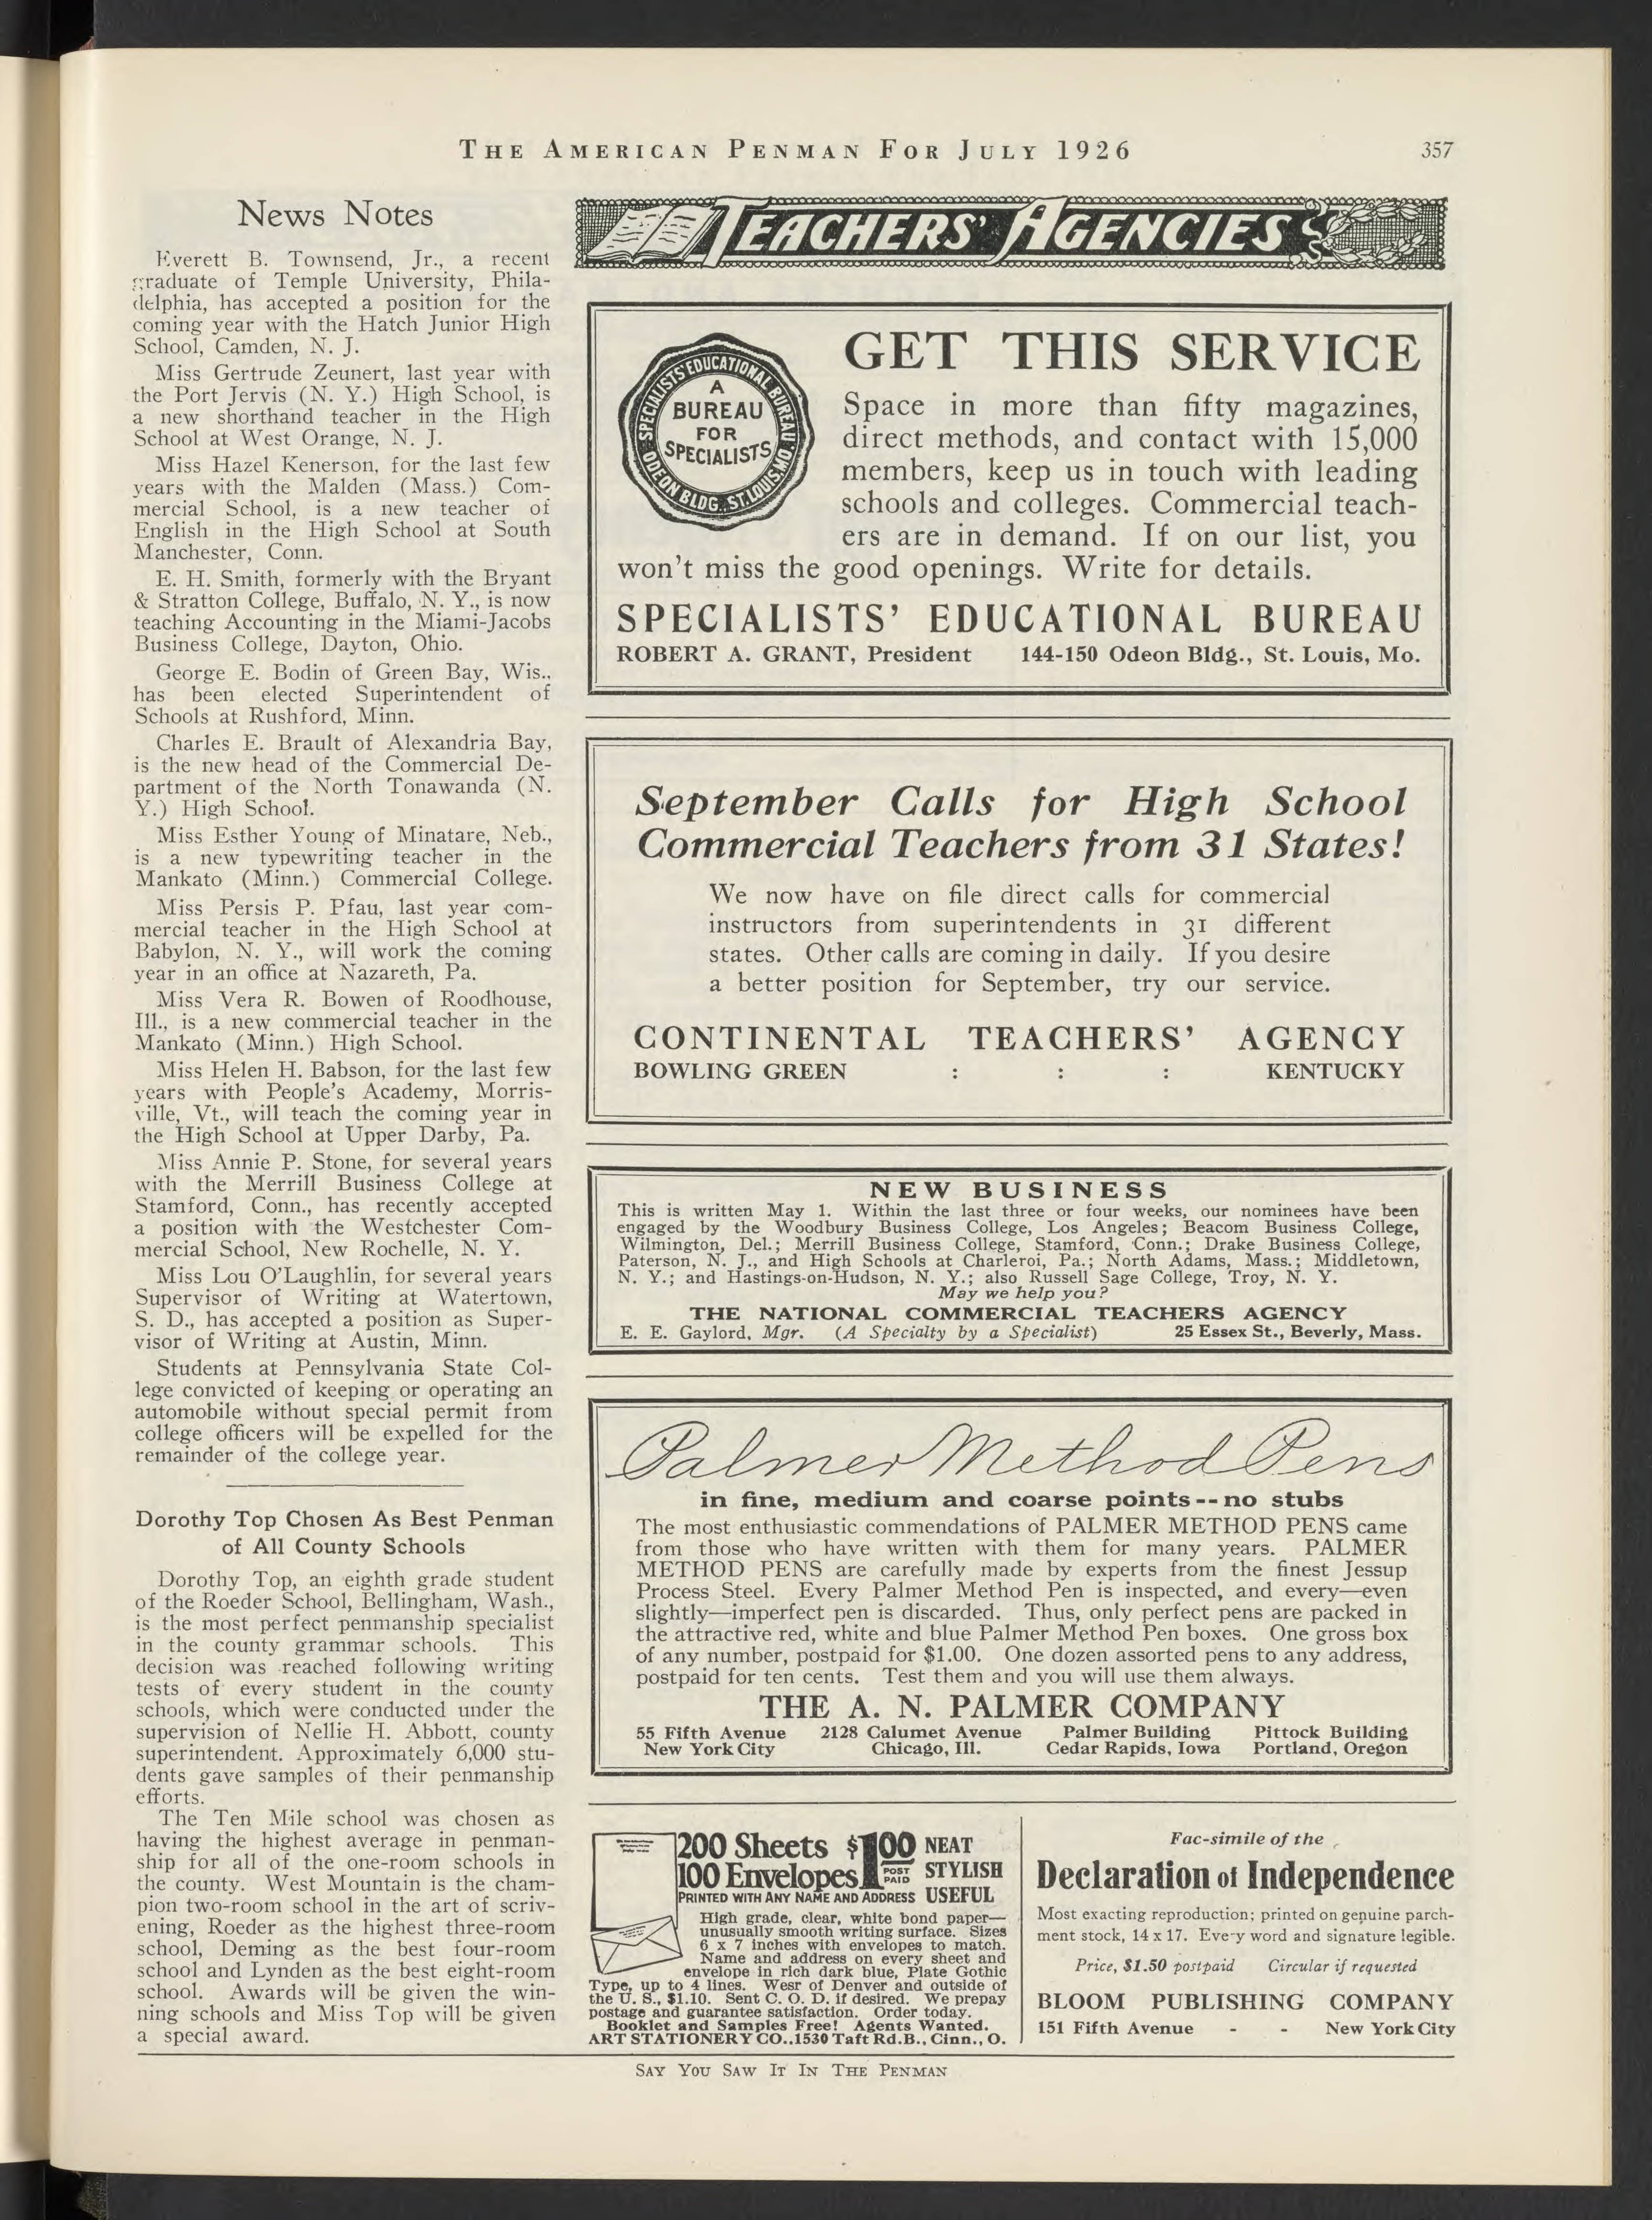 THE AMERICAN PENMAN FOR JULY 1926
357
News Notes
Everett B. Townsend, Jr., a recent
graduate of Temple University, Phila-
delphia, has accepted a position for the
coming year with the Hatch Junior High
School, Camden, N. J.
Miss Gertrude Zeunert, last year with
the Port Jervis (N. Y.) High School, is
a new shorthand teacher in the High
School at West Orange, N. J.
Miss Hazel Kenerson, for the last few
years with the Malden (Mass.) Com-
mercial School, is a new teacher of
English in the High School at South
Manchester, Conn.
E. H. Smith, formerly with the Bryant
& Stratton College, Buffalo, N. Y., is now
teaching Accounting in the Miami-Jacobs
Business College, Dayton, Ohio.
George E. Bodin of Green Bay, Wis.,
has been elected Superintendent of
Schools at Rushford, Minn.
Charles E. Brault of Alexandria Bay,
is the new head of the Commercial De-
partment of the North Tonawanda (N.
Y.) High School.
Miss Esther Young of Minatare, Neb.,
is a new typewriting teacher in the
Mankato (Minn.) Commercial College.
Miss Persis P. Pfau, last year com-
mercial teacher in the High School at
Babylon, N. Y., will work the coming
year in an office at Nazareth, Pa.
Miss Vera R. Bowen of Roodhouse,
Ill., is a new commercial teacher in the
Mankato (Minn.) High School.
Miss Helen H. Babson, for the last few
years with People's Academy, Morris-
ville, Vt., will teach the coming year in
the High School at Upper Darby, Pa.
Miss Annie P. Stone, for several years
with the Merrill Business College at
Stamford, Conn., has recently accepted
a position with the Westchester Com-
mercial School, New Rochelle, N. Y.
Miss Lou O'Laughlin, for several years
Supervisor of Writing at Watertown,
S. D., has accepted a position as Super-
visor of Writing at Austin, Minn.
Students at Pennsylvania State Col-
lege convicted of keeping or operating an
automobile without special permit from
college officers will be expelled for the
remainder of the college year.
Dorothy Top Chosen As Best Penman
of All County Schools
Dorothy Top, an eighth grade student
of the Roeder School, Bellingham, Wash.,
is the most perfect penmanship specialist
in the county grammar schools. This
decision was reached following writing
tests of every student in the county
schools, which were conducted under the
supervision of Nellie H. Abbott, county
superintendent. Approximately 6,000 stu-
dents gave samples of their penmanship
efforts.
The Ten Mile school was chosen as
having the highest average in penman-
ship for all of the one-room schools in
the county. West Mountain is the cham-
pion two-room school in the art of scriv-
ening, Roeder as the highest three-room
school, Deming as the best four-room
school and Lynden as the best eight-room
school. Awards will be given the win-
ning schools and Miss Top will be given
a special award.
TEACHERS' AGENCIES
SPECIALISTS' EDUCATIONAL BUREAU
ODEON BLDG. ST. LOUIS, MO.
A
BUREAU
FOR
SPECIALISTS
GET THIS SERVICE
Space in more than fifty magazines,
direct methods, and contact with 15,000
members, keep us in touch with leading
schools and colleges. Commercial teach-
ers are in demand. If on our list, you
won't miss the good openings. Write for details.
SPECIALISTS' EDUCATIONAL BUREAU
ROBERT A. GRANT, President 144-150 Odeon Bldg., St. Louis, Mo.
September Calls for High School
Commercial Teachers from 31 States!
We now have on file direct calls for commercial
instructors from superintendents in 31 different
states. Other calls are coming in daily. If you desire
a better position for September, try our service.
CONTINENTAL TEACHERS' AGENCY
BOWLING GREEN : : : KENTUCKY
NEW BUSINESS
This is written May 1. Within the last three or four weeks, our nominees have been
engaged by the Woodbury Business College, Los Angeles; Beacom Business College,
Wilmington, Del.; Merrill Business College, Stamford, Conn.; Drake Business College,
Paterson, N. J., and High Schools at Charleroi, Pa.; North Adams, Mass.; Middletown,
N. Y.; and Hastings-on-Hudson, N. Y.; also Russell Sage College, Troy, N. Y.
May we help you?
THE NATIONAL COMMERCIAL TEACHERS AGENCY
E. E. Gaylord, Mgr. (A Specialty by a Specialist) 25 Essex St., Beverly, Mass.
Palmer Method Pens
in fine, medium and coarse points--no stubs
The most enthusiastic commendations of PALMER METHOD PENS came
from those who have written with them for many years. PALMER
METHOD PENS are carefully made by experts from the finest Jessup
Process Steel. Every Palmer Method Pen is inspected, and every—even
slightly—imperfect pen is discarded. Thus, only perfect pens are packed in
the attractive red, white and blue Palmer Method Pen boxes. One gross box
of any number, postpaid for $1.00. One dozen assorted pens to any address,
postpaid for ten cents. Test them and you will use them always.
THE A. N. PALMER COMPANY
55 Fifth Avenue 2128 Calumet Avenue Palmer Building Pittock Building
New York City Chicago, Ill. Cedar Rapids, Iowa Portland, Oregon
200 Sheets $1.00 NEAT
100 Envelopes POST PAID STYLISH
PRINTED WITH ANY NAME AND ADDRESS USEFUL
High grade, clear, white bond paper—
unusually smooth writing surface. Sizes
6 x 7 inches with envelopes to match.
Name and address on every sheet and
envelope in rich dark blue, Plate Gothic
Type, up to 4 lines. Wesr of Denver and outside of
the U. S., $1.10. Sent C. O. D. if desired. We prepay
postage and guarantee satisfaction. Order today.
Booklet and Samples Free! Agents Wanted.
ART STATIONERY CO..1530 Taft Rd.B., Cinn., O.
Fac-simile of the
Declaration of Independence
Most exacting reproduction; printed on genuine parch-
ment stock, 14 x 17. Eve-y word and signature legible.
Price, $1.50 postpaid Circular if requested
BLOOM PUBLISHING COMPANY
151 Fifth Avenue - - New York City
SAY YOU SAW IT IN THE PENMAN